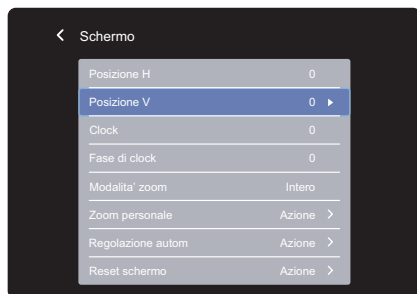 Schermo
Posizione H 0
Posizione V 0
Clock 0
Fase di clock 0
Modalita' zoom Intero
Zoom personale Azione
Regolazione autom Azione
Reset schermo Azione